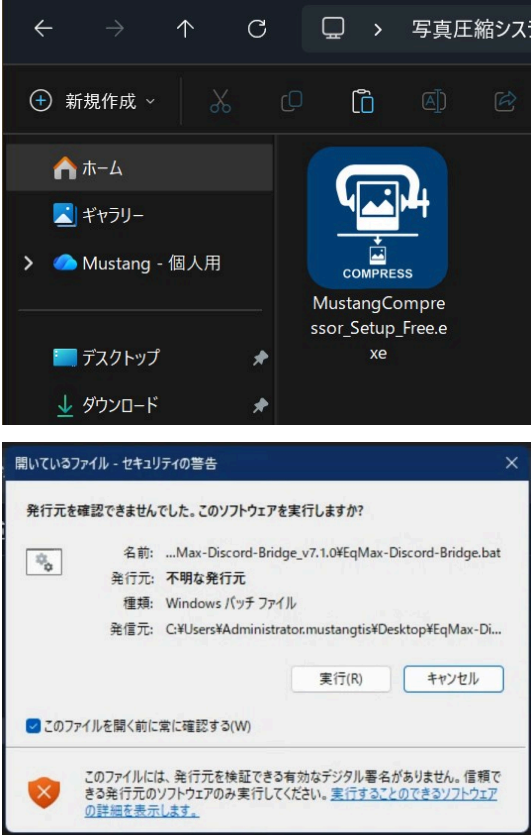 写真圧縮シス
新規作成
ホーム
ギャラリー
Mustang - 個人用
デスクトップ
ダウンロード
COMPRESS
MustangCompre
ssor_Setup_Free.e
xe
開いているファイル - セキュリティの警告
発行元を確認できませんでした。このソフトウェアを実行しますか?
名前: ...Max-Discord-Bridge_v7.1.0¥EqMax-Discord-Bridge.bat
発行元: 不明な発行元
種類: Windows バッチ ファイル
発信元: C:¥Users¥Administrator.mustangtis¥Desktop¥EqMax-Di...
実行(R) キャンセル
このファイルを開く前に常に確認する(W)
このファイルには、発行元を検証できる有効なデジタル署名がありません。信頼で
きる発行元のソフトウェアのみ実行してください。実行することのできるソフトウェア
の詳細を表示します。